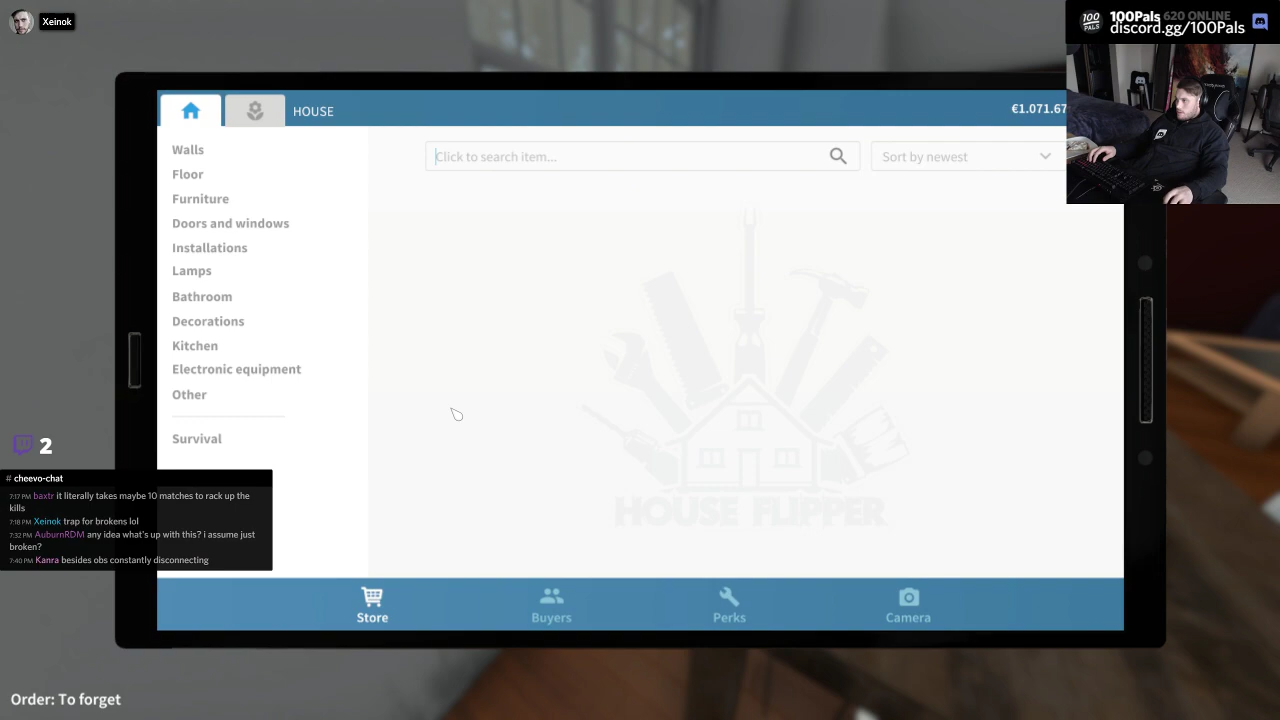 Xeinok
100 PALS
100Pals 620 ONLINE
discord.gg/100Pals
HOUSE
€1.071.67
Click to search item...
Sort by newest
Walls
Floor
Furniture
Doors and windows
Installations
Lamps
Bathroom
Decorations
Kitchen
Electronic equipment
Other
Survival
HOUSE FLIPPER
2
# cheevo-chat
7:17 PM baxtr it literally takes maybe 10 matches to rack up the
kills
7:18 PM Xeinok trap for brokens lol
7:32 PM AuburnRDM any idea what's up with this? i assume just
broken?
7:40 PM Kanra besides obs constantly disconnecting
Store
Buyers
Perks
Camera
Order: To forget